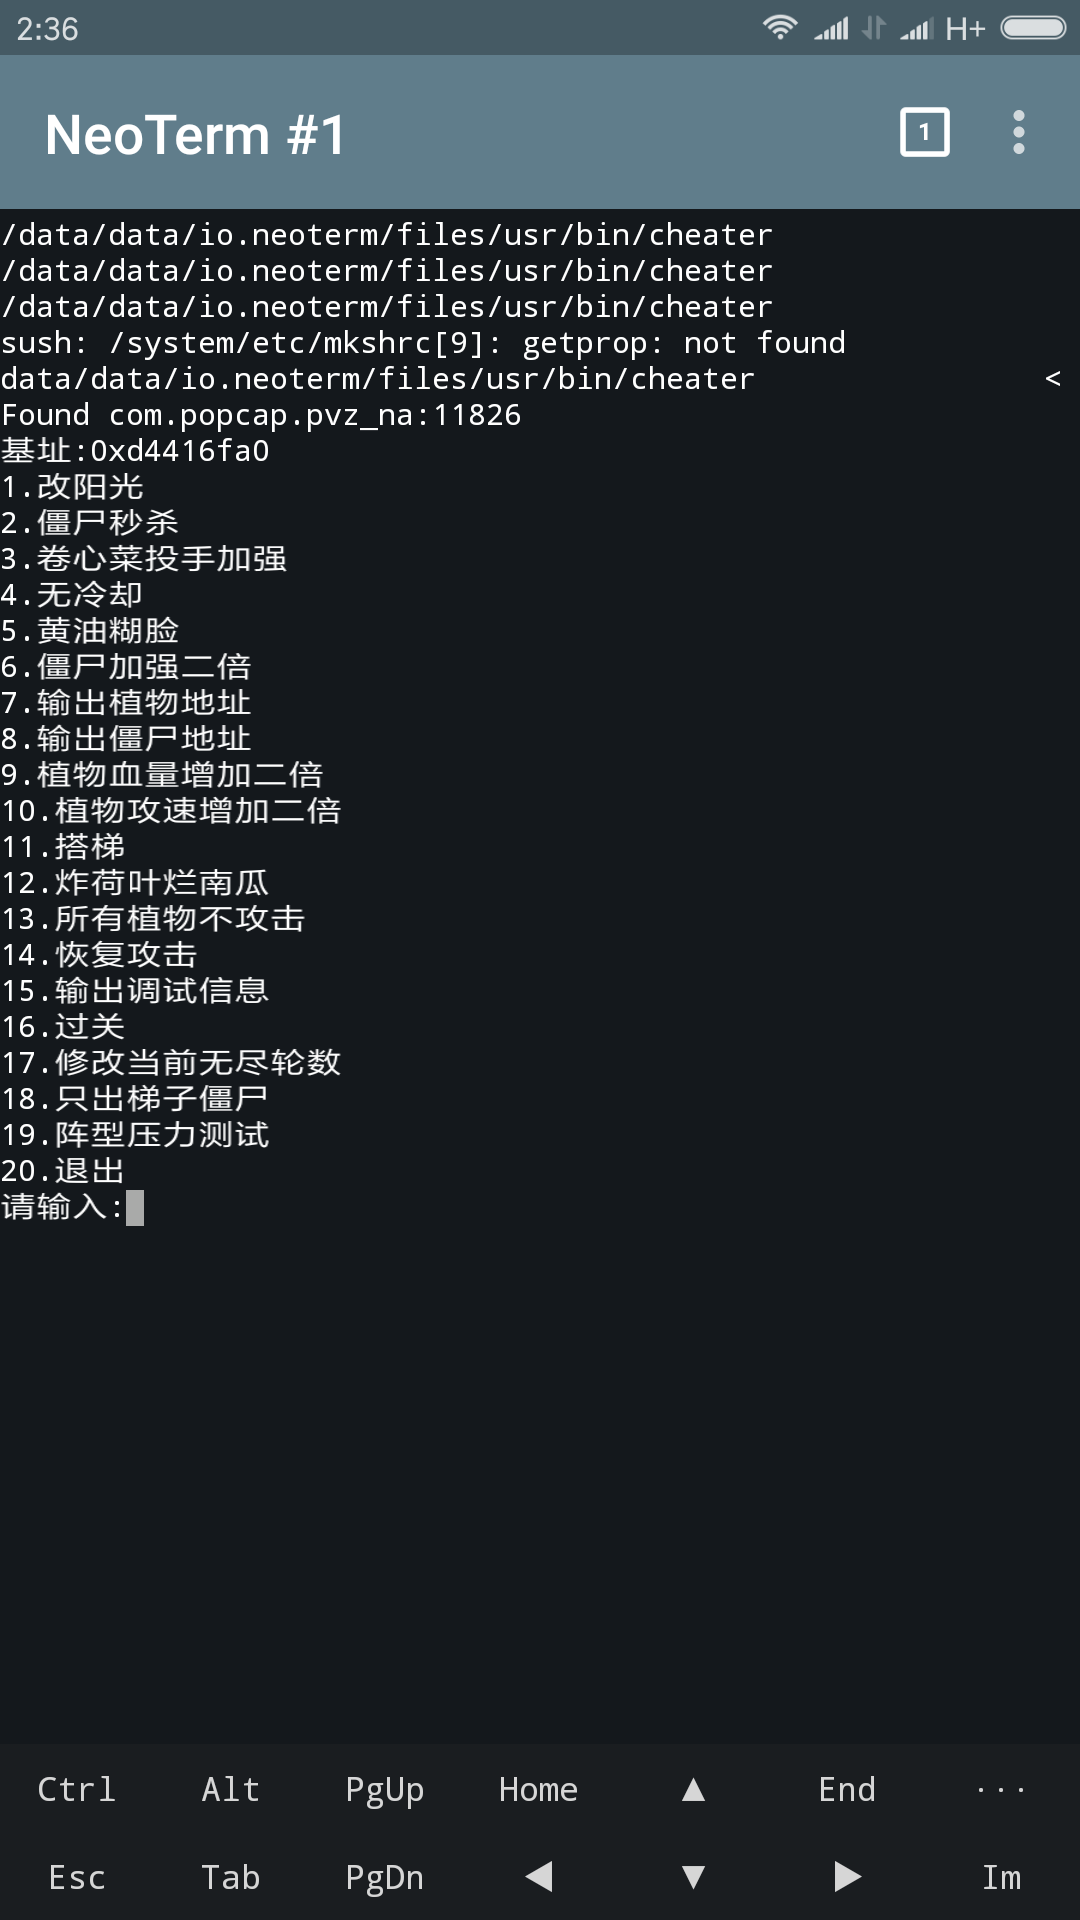 2:36
H+
NeoTerm #1
1
/data/data/io.neoterm/files/usr/bin/cheater
/data/data/io.neoterm/files/usr/bin/cheater
/data/data/io.neoterm/files/usr/bin/cheater
sush: /system/etc/mkshrc[9]: getprop: not found
data/data/io.neoterm/files/usr/bin/cheater <
Found com.popcap.pvz_na:11826
基址:0xd4416fa0
1.改阳光
2.僵尸秒杀
3.卷心菜投手加强
4.无冷却
5.黄油糊脸
6.僵尸加强二倍
7.输出植物地址
8.输出僵尸地址
9.植物血量增加二倍
10.植物攻速增加二倍
11.搭梯
12.炸荷叶烂南瓜
13.所有植物不攻击
14.恢复攻击
15.输出调试信息
16.过关
17.修改当前无尽轮数
18.只出梯子僵尸
19.阵型压力测试
20.退出
请输入:
Ctrl Alt PgUp Home ▲ End ···
Esc Tab PgDn ◀ ▼ ▶ Im